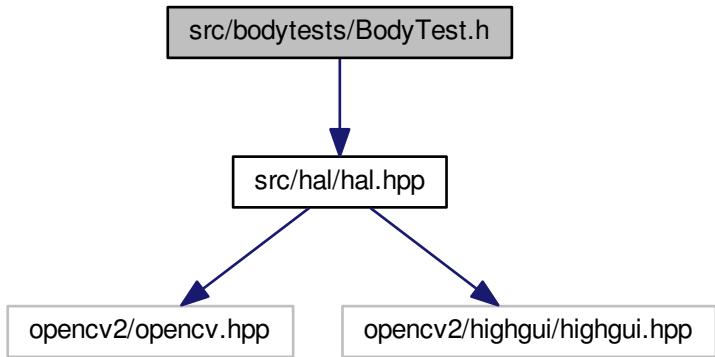 src/bodytests/BodyTest.h
src/hal/hal.hpp
opencv2/opencv.hpp
opencv2/highgui/highgui.hpp